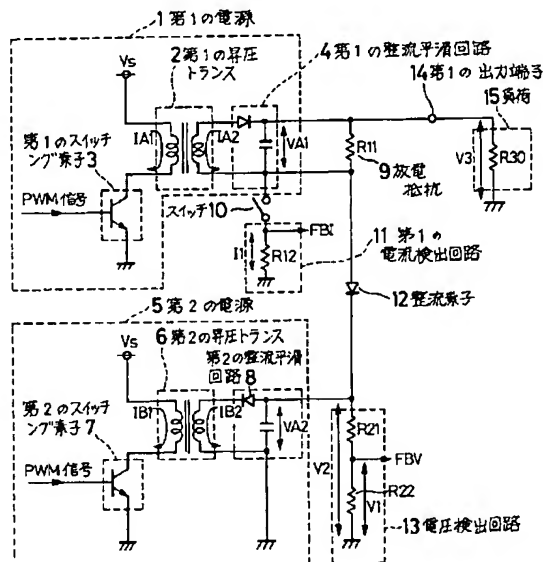 1 第1の電源
Vs
2 第1の昇圧
トランス
4 第1の整流平滑回路
14 第1の出力端子
15 負荷
IA1
IA2
VA1
R11
9 放電
抵抗
V3
R30
第1のスイッチ
ング素子3
PWM信号
スイッチ10
FBI
I1
R12
11 第1の
電流検出回路
12 整流素子
5 第2の電源
Vs
6 第2の昇圧トランス
第2の整流平滑
回路8
IB1
IB2
VA2
第2のスイッチ
ング素子7
PWM信号
R21
FBV
V2
R22
V1
13 電圧検出回路